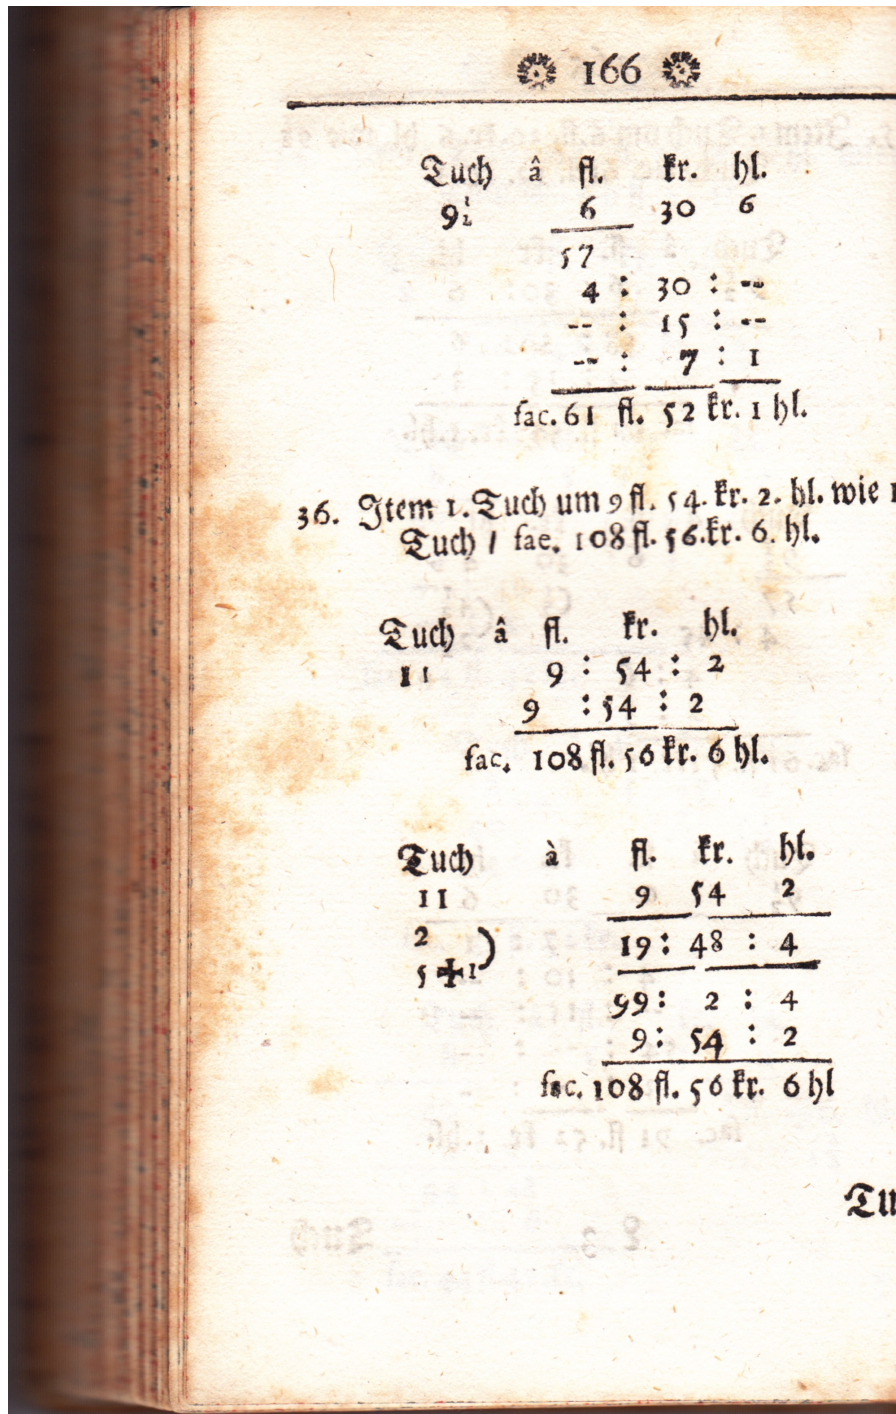 166
Tuch â fl. kr. hl.
9½ 6 30 6
57
4 : 30 : --
-- : 15 : --
-- : 7 : 1
fac. 61 fl. 52 kr. 1 hl.
36. Item 1. Tuch um 9 fl. 54. kr. 2. hl. wie
Tuch / fae. 108 fl. 56. kr. 6. hl.
Tuch â fl. kr. hl.
11 9 : 54 : 2
9 : 54 : 2
fac. 108 fl. 56 kr. 6 hl.
Tuch à fl. kr. hl.
11 9 54 2
2 19 : 48 : 4
5 ✠ 1)
99 : 2 : 4
9 : 54 : 2
fac. 108 fl. 56 kr. 6 hl